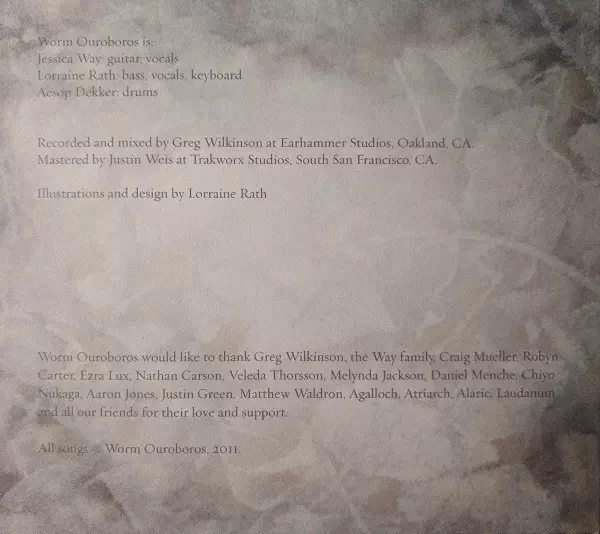 Worm Ouroboros is:
Jessica Way: guitar, vocals
Lorraine Rath: bass, vocals, keyboard
Aesop Dekker: drums
Recorded and mixed by Greg Wilkinson at Earhammer Studios, Oakland, CA.
Mastered by Justin Weis at Trakworx Studios, South San Francisco, CA.
Illustrations and design by Lorraine Rath
Worm Ouroboros would like to thank Greg Wilkinson, the Way family, Craig Mueller, Robyn
Carter, Ezra Lux, Nathan Carson, Veleda Thorsson, Melynda Jackson, Daniel Menche, Chiyo
Nukaga, Aaron Jones, Justin Green, Matthew Waldron, Agalloch, Atriarch, Alaric, Laudanum
and all our friends for their love and support.
All songs © Worm Ouroboros, 2011.